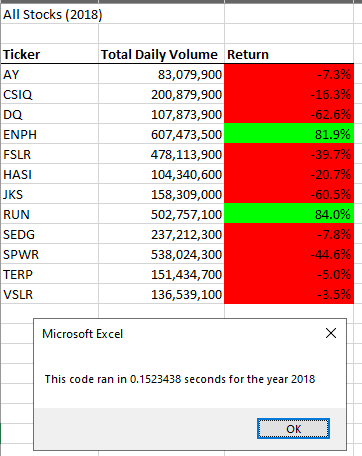 All Stocks (2018)
Ticker Total Daily Volume Return
AY 83,079,900 -7.3%
CSIQ 200,879,900 -16.3%
DQ 107,873,900 -62.6%
ENPH 607,473,500 81.9%
FSLR 478,113,900 -39.7%
HASI 104,340,600 -20.7%
JKS 158,309,000 -60.5%
RUN 502,757,100 84.0%
SEDG 237,212,300 -7.8%
SPWR 538,024,300 -44.6%
TERP 151,434,700 -5.0%
VSLR 136,539,100 -3.5%
Microsoft Excel
This code ran in 0.1523438 seconds for the year 2018
OK